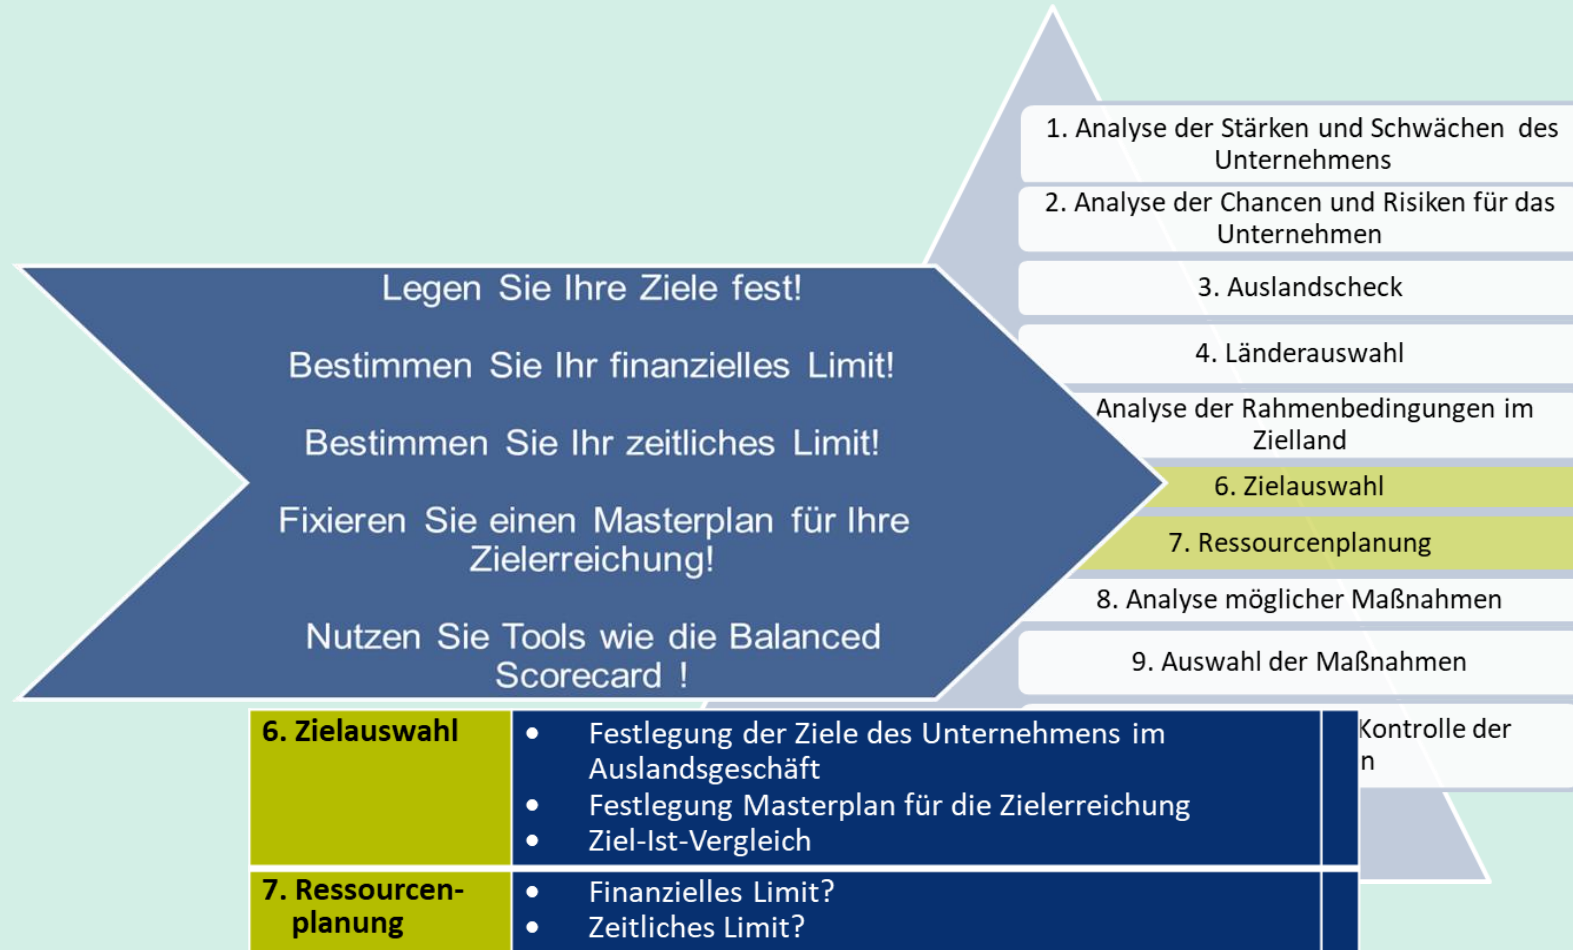 1. Analyse der Stärken und Schwächen des
Unternehmens
2. Analyse der Chancen und Risiken für das
Unternehmen
3. Auslandscheck
4. Länderauswahl
Analyse der Rahmenbedingungen im
Zielland
6. Zielauswahl
7. Ressourcenplanung
8. Analyse möglicher Maßnahmen
9. Auswahl der Maßnahmen
Kontrolle der
n
Legen Sie Ihre Ziele fest!
Bestimmen Sie Ihr finanzielles Limit!
Bestimmen Sie Ihr zeitliches Limit!
Fixieren Sie einen Masterplan für Ihre
Zielerreichung!
Nutzen Sie Tools wie die Balanced
Scorecard !
6. Zielauswahl
• Festlegung der Ziele des Unternehmens im
Auslandsgeschäft
• Festlegung Masterplan für die Zielerreichung
• Ziel-Ist-Vergleich
7. Ressourcen-
planung
• Finanzielles Limit?
• Zeitliches Limit?